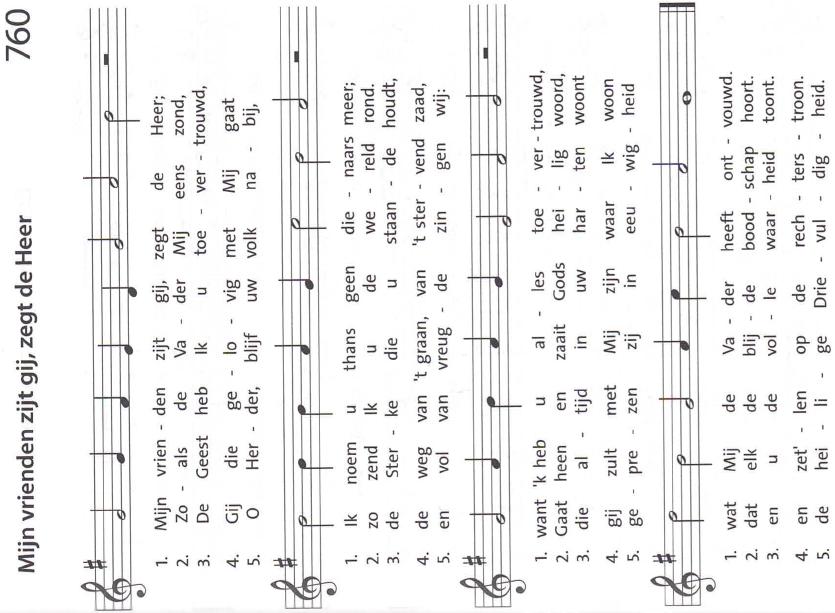 760
Mijn vrienden zijt gij, zegt de Heer
1. Mijn vrien - den zijt gij, zegt de Heer;
2. Zo - als de Va - der Mij eens zond,
3. De Geest heb Ik u toe - ver - trouwd,
4. Gij die ge - lo - vig met Mij gaat
5. O Her - der, blijf uw volk na - bij,
1. Ik noem u thans geen die - naars meer;
2. zo zend Ik u de we - reld rond.
3. de Ster - ke die u staan - de houdt,
4. de weg van 't graan, van 't ster - vend zaad,
5. en vol van vreug - de zin - gen wij:
1. want 'k heb u al - les toe - ver - trouwd,
2. Gaat heen en zaait Gods hei - lig woord,
3. die al - tijd in uw har - ten woont
4. gij zult met Mij zijn waar Ik woon
5. ge - pre - zen zij in eeu - wig - heid
1. wat Mij de Va - der heeft ont - vouwd.
2. dat elk de blij - de bood - schap hoort.
3. en u de vol - le waar - heid toont.
4. en zet' - len op de rech - ters - troon.
5. de hei - li - ge Drie - vul - dig - heid.